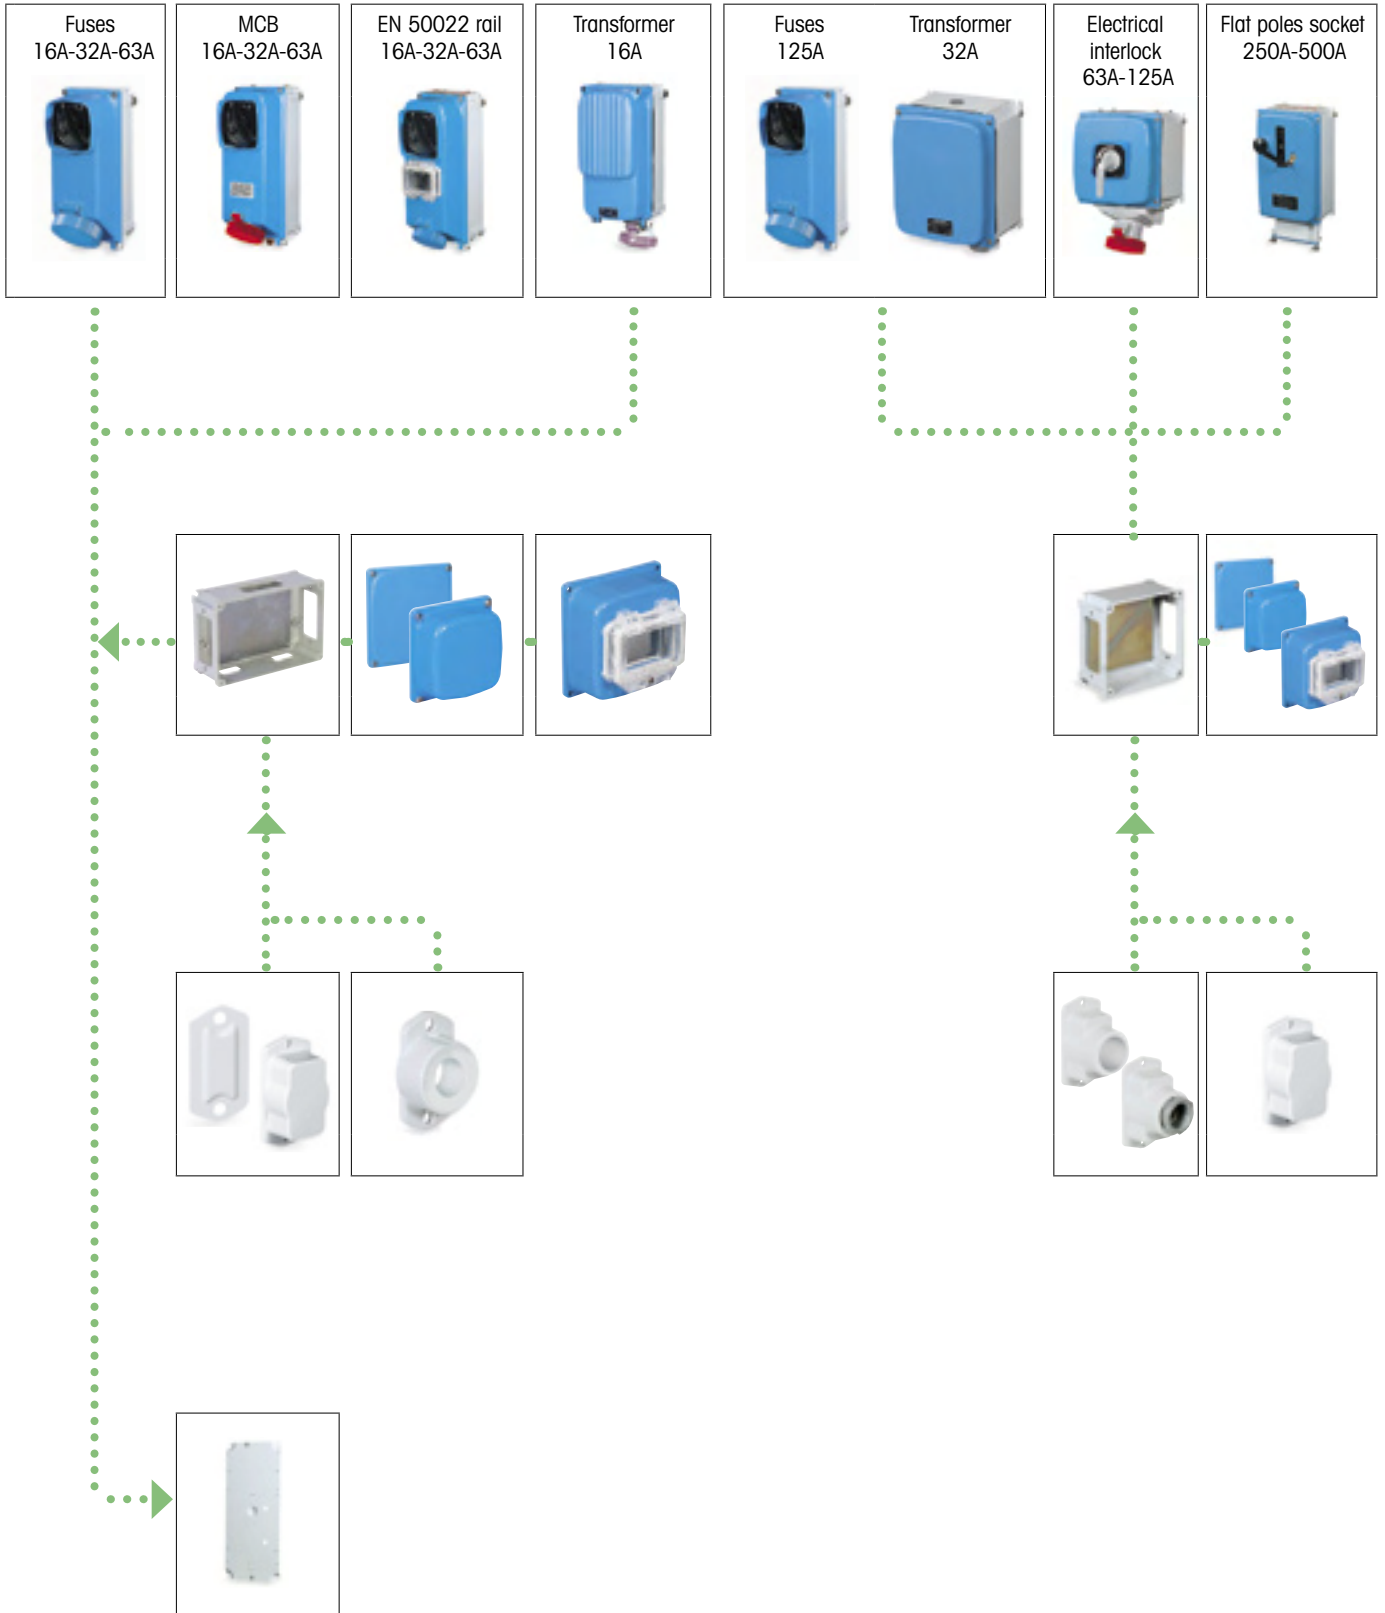 Fuses
16A-32A-63A
MCB
16A-32A-63A
EN 50022 rail
16A-32A-63A
Transformer
16A
Fuses
125A
Transformer
32A
Electrical
interlock
63A-125A
Flat poles socket
250A-500A